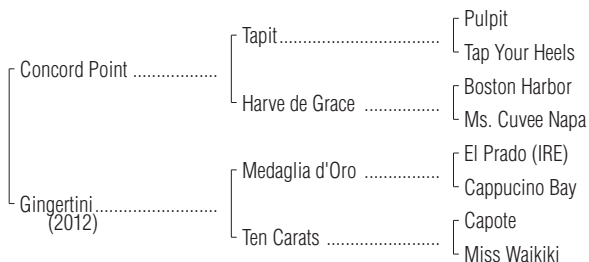 Pulpit
Tapit
Tap Your Heels
Concord Point
Boston Harbor
Harve de Grace
Ms. Cuvee Napa
El Prado (IRE)
Medaglia d'Oro
Cappucino Bay
Gingertini
(2012)
Capote
Ten Carats
Miss Waikiki